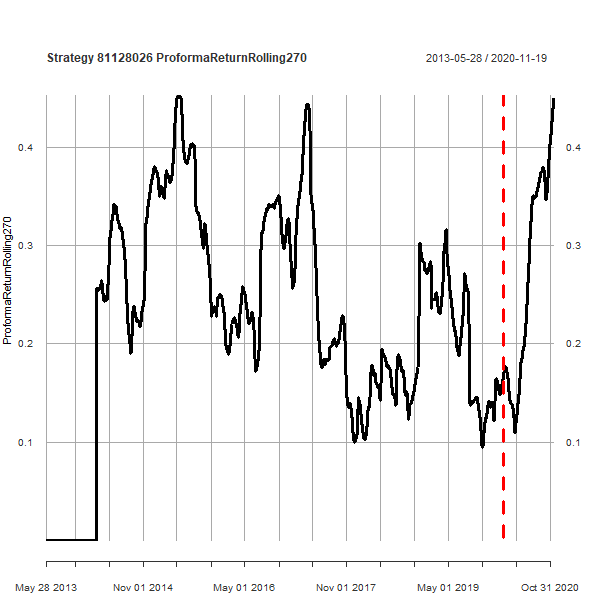 Strategy 81128026 ProformaReturnRolling270
2013-05-28 / 2020-11-19
ProformaReturnRolling270
0.4
0.3
0.2
0.1
0.4
0.3
0.2
0.1
May 28 2013
Nov 01 2014
May 01 2016
Nov 01 2017
May 01 2019
Oct 31 2020